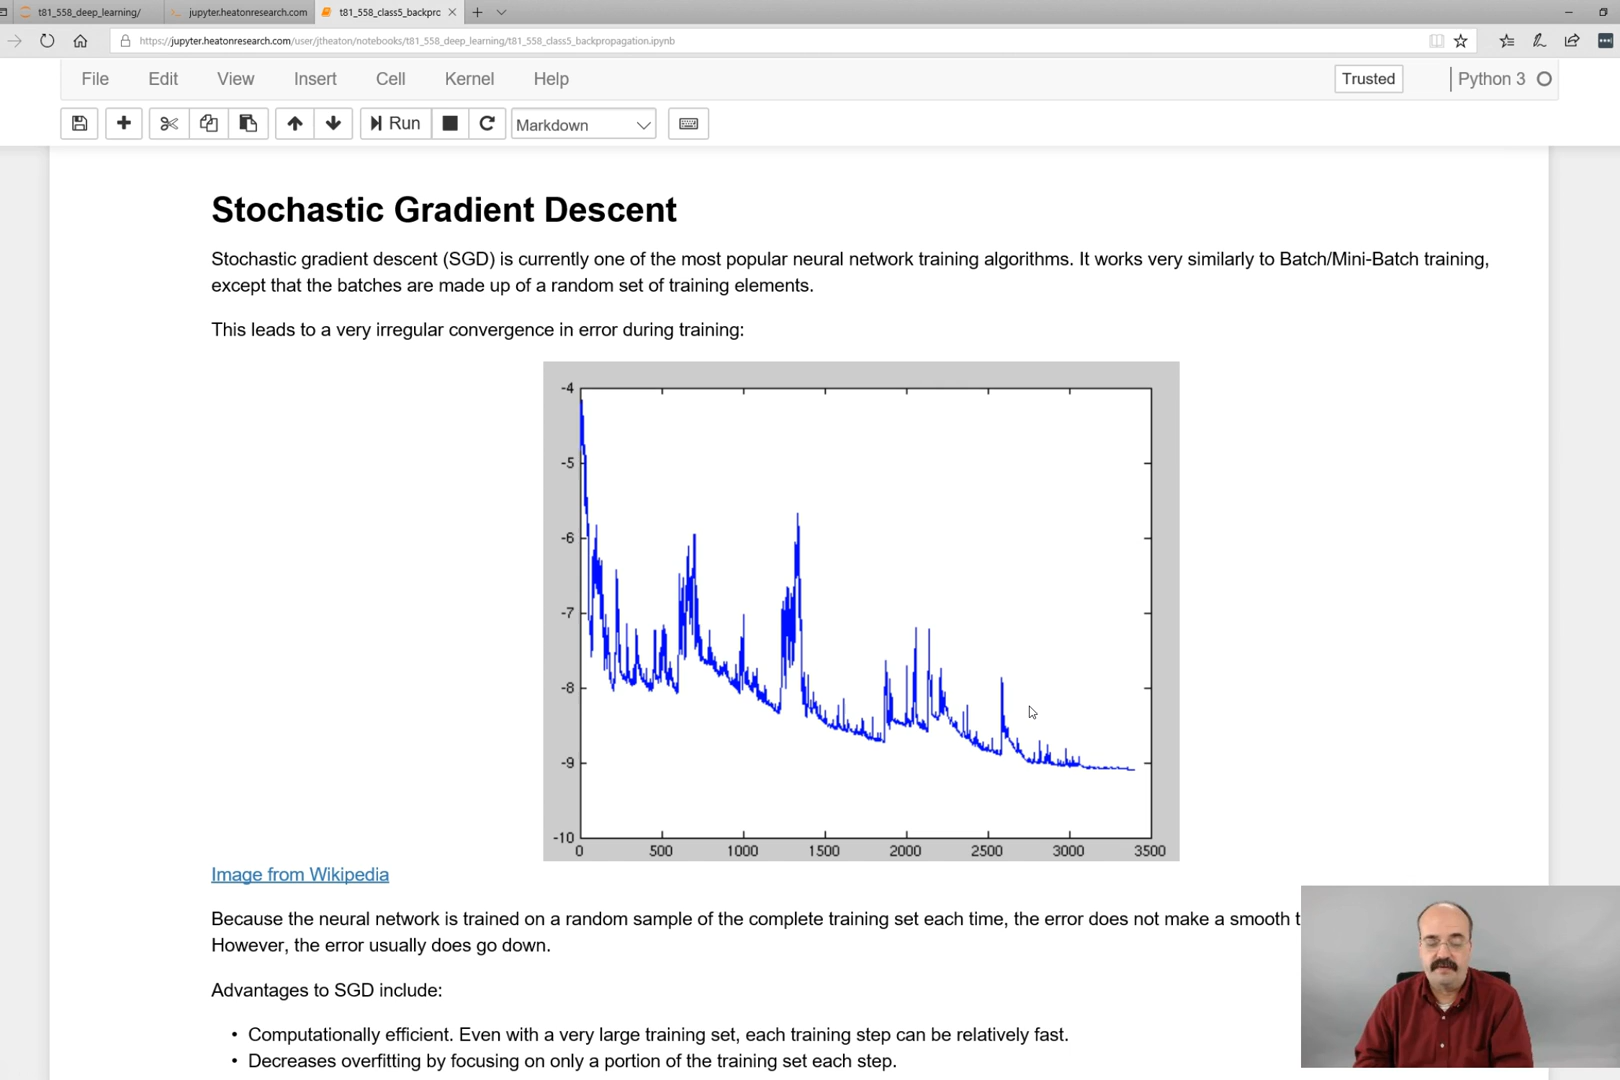 t81_558_deep_learning/
jupyter.heatonresearch.com
t81_558_class5_backprc
https://jupyter.heatonresearch.com/user/jtheaton/notebooks/t81_558_deep_learning/t81_558_class5_backpropagation.ipynb
File Edit View Insert Cell Kernel Help Trusted Python 3
Run Markdown
Stochastic Gradient Descent
Stochastic gradient descent (SGD) is currently one of the most popular neural network training algorithms. It works very similarly to Batch/Mini-Batch training,
except that the batches are made up of a random set of training elements.
This leads to a very irregular convergence in error during training:
-4
-5
-6
-7
-8
-9
-10
0 500 1000 1500 2000 2500 3000 3500
Image from Wikipedia
Because the neural network is trained on a random sample of the complete training set each time, the error does not make a smooth t
However, the error usually does go down.
Advantages to SGD include:
• Computationally efficient. Even with a very large training set, each training step can be relatively fast.
• Decreases overfitting by focusing on only a portion of the training set each step.